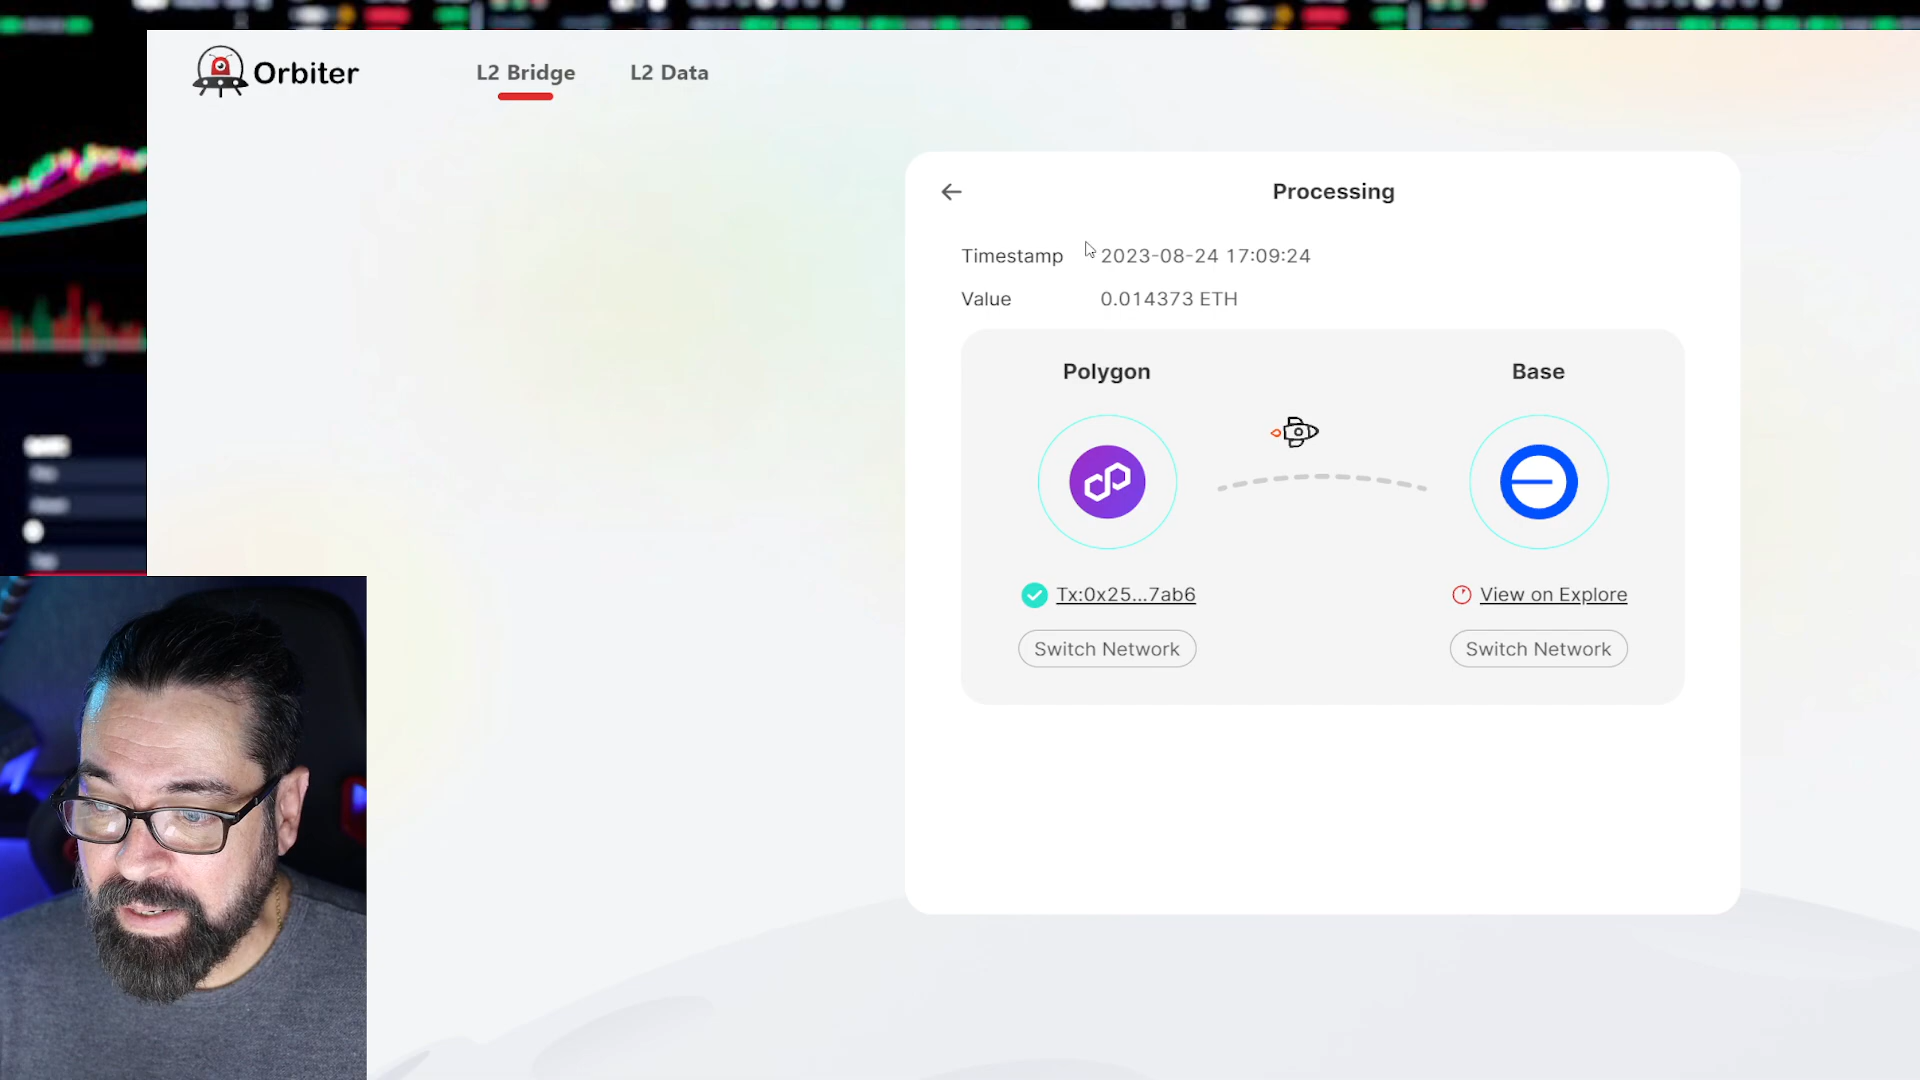 Orbiter
L2 Bridge
L2 Data
Processing
Timestamp 2023-08-24 17:09:24
Value 0.014373 ETH
Polygon
Base
Tx:0x25...7ab6
View on Explore
Switch Network
Switch Network